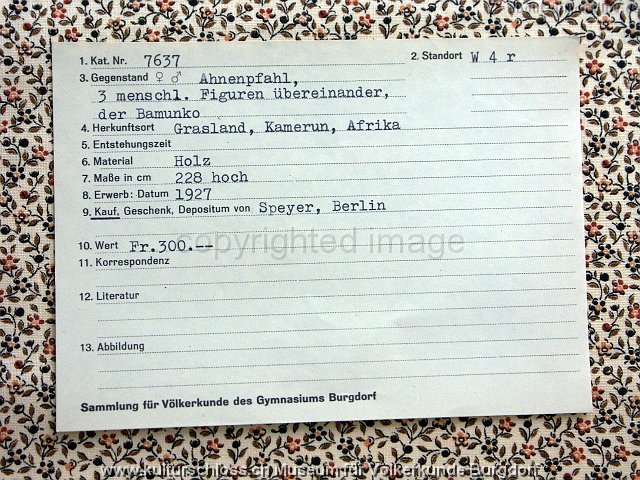 1. Kat. Nr. 7637 2. Standort W 4 r
3. Gegenstand ♀ ♂ Ahnenpfahl,
3 menschl. Figuren übereinander,
der Bamunko
4. Herkunftsort Grasland, Kamerun, Afrika
5. Entstehungszeit
6. Material Holz
7. Maße in cm 228 hoch
8. Erwerb: Datum 1927
9. Kauf, Geschenk, Depositum von Speyer, Berlin
10. Wert Fr.300.--
copyrighted image
11. Korrespondenz
12. Literatur
13. Abbildung
Sammlung für Völkerkunde des Gymnasiums Burgdorf
www.kulturschloss.ch Museum für Völkerkunde Burgdorf